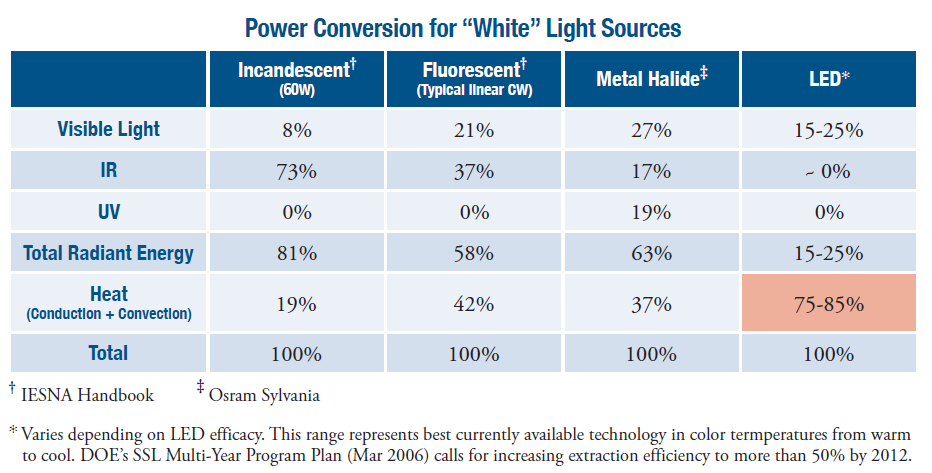 Power Conversion for “White” Light Sources
Incandescent† Fluorescent† Metal Halide‡ LED*
(60W) (Typical linear CW)
Visible Light 8% 21% 27% 15-25%
IR 73% 37% 17% ~ 0%
UV 0% 0% 19% 0%
Total Radiant Energy 81% 58% 63% 15-25%
Heat
(Conduction + Convection) 19% 42% 37% 75-85%
Total 100% 100% 100% 100%
† IESNA Handbook ‡ Osram Sylvania
* Varies depending on LED efficacy. This range represents best currently available technology in color termperatures from warm
to cool. DOE’s SSL Multi-Year Program Plan (Mar 2006) calls for increasing extraction efficiency to more than 50% by 2012.